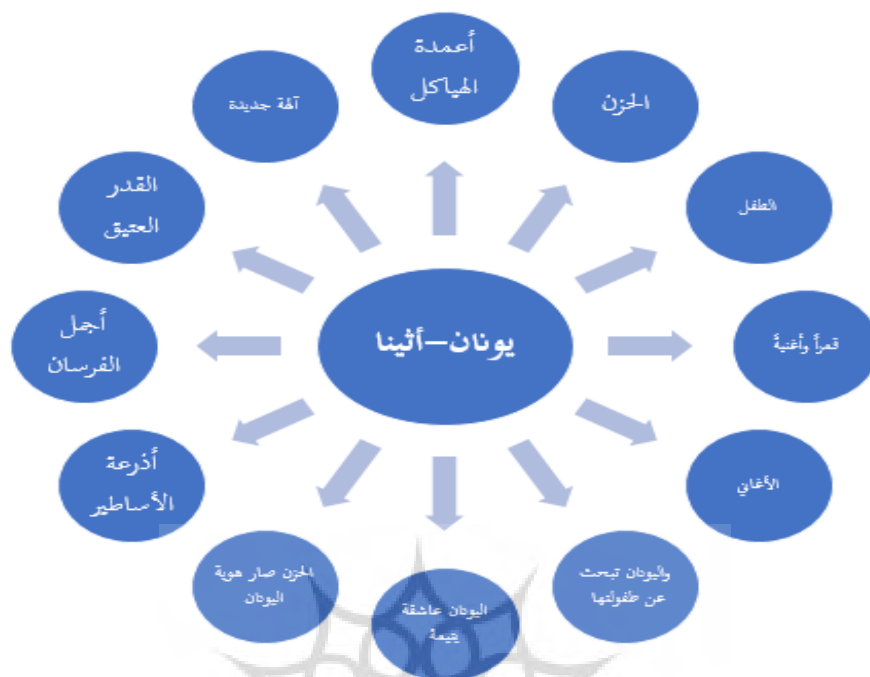 أعمدة
الهياكل
الحزن
الطفل
قمراً وأغنيةً
الأغاني
واليونان تبحث
عن طفولتها
اليونان عاشقة
يتيمة
الحزن صار هوية
اليونان
أذرعة
الأساطير
أجمل
الفرسان
القدر
العتيق
آلهة جديدة
يونان–أثينا